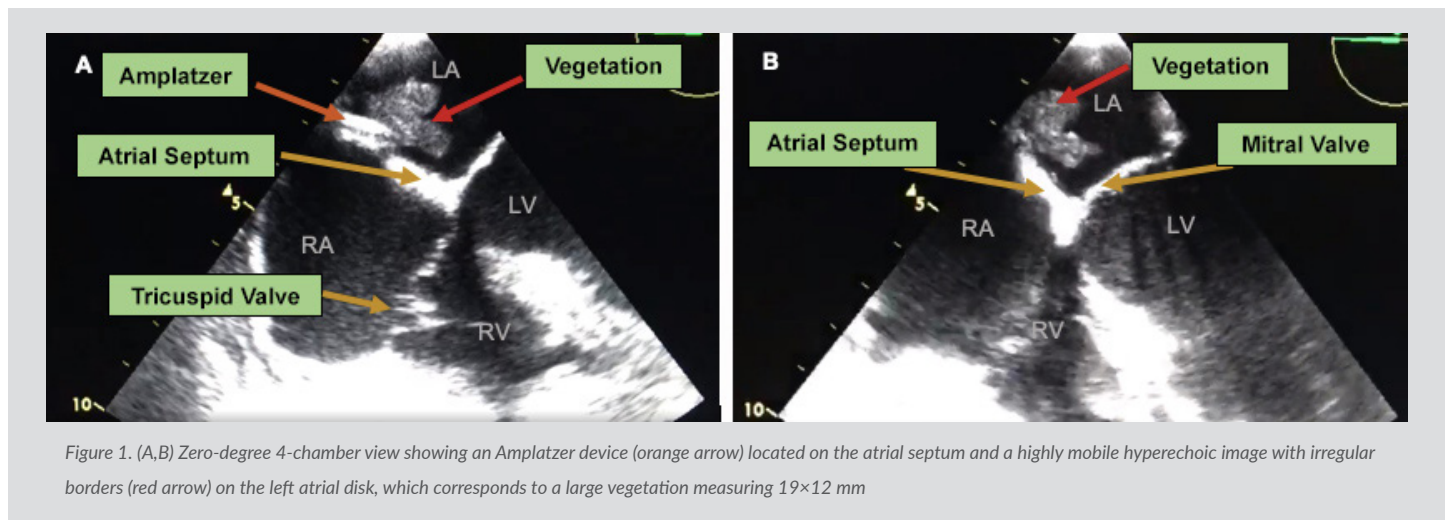 A
Amplatzer
LA
Vegetation
Atrial Septum
5
LV
RA
Tricuspid Valve
RV
10
B
Vegetation
LA
Atrial Septum
Mitral Valve
5
RA
LV
RV
10
Figure 1. (A,B) Zero-degree 4-chamber view showing an Amplatzer device (orange arrow) located on the atrial septum and a highly mobile hyperechoic image with irregular
borders (red arrow) on the left atrial disk, which corresponds to a large vegetation measuring 19×12 mm